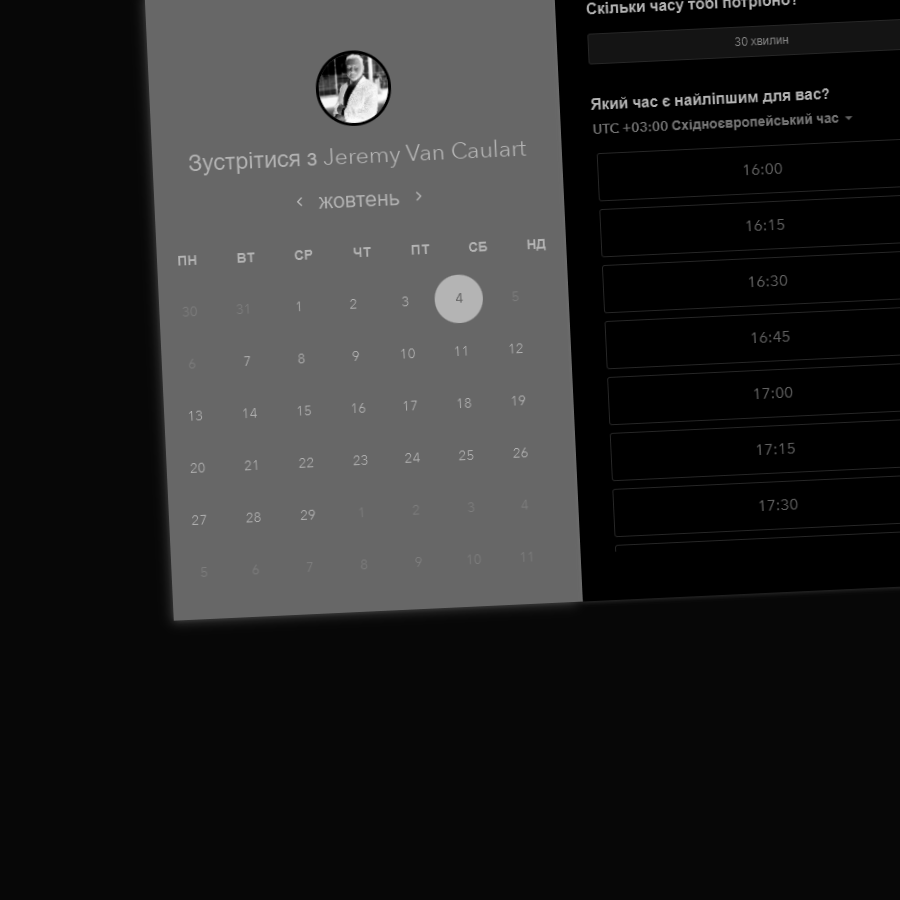 Зустрітися з Jeremy Van Caulart
‹ жовтень ›
ПН ВТ СР ЧТ ПТ СБ НД
30 31 1 2 3 4 5
6 7 8 9 10 11 12
13 14 15 16 17 18 19
20 21 22 23 24 25 26
27 28 29 1 2 3 4
5 6 7 8 9 10 11
Скільки часу тобі потрібно?
30 хвилин
Який час є найліпшим для вас?
UTC +03:00 Східноєвропейський час
16:00
16:15
16:30
16:45
17:00
17:15
17:30